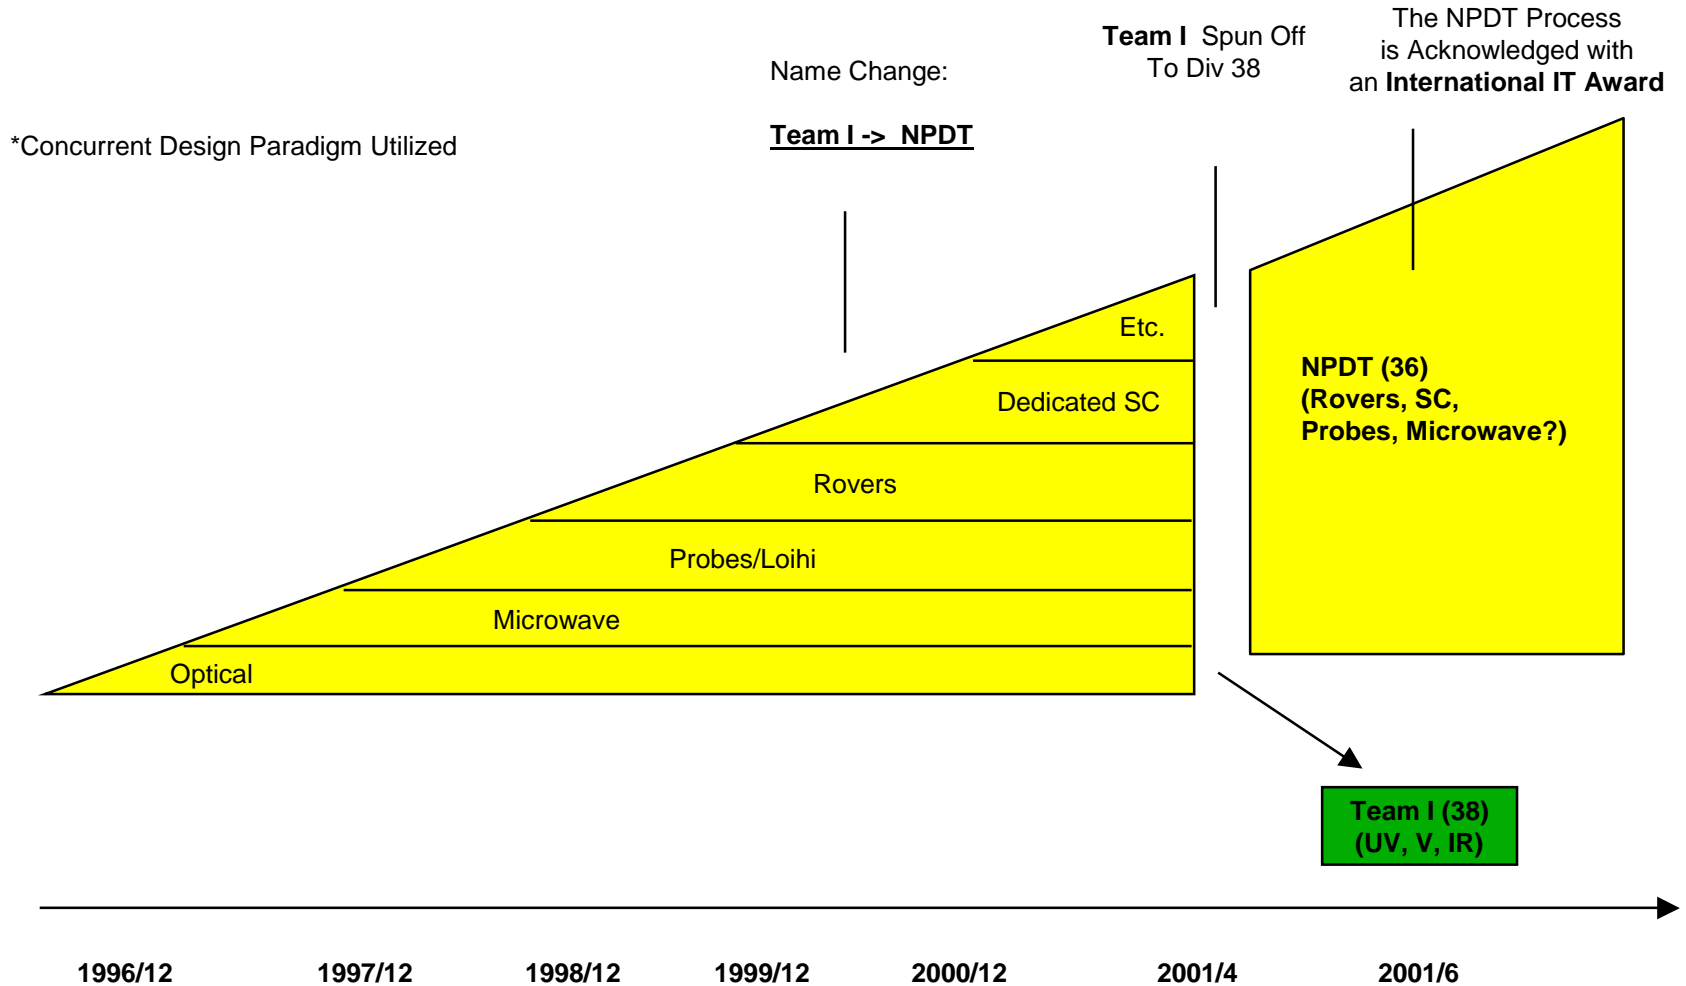 The NPDT Process
is Acknowledged with
an International IT Award
Team I Spun Off
To Div 38
Name Change:
Team I -> NPDT
*Concurrent Design Paradigm Utilized
Etc.
Dedicated SC
Rovers
Probes/Loihi
Microwave
Optical
NPDT (36)
(Rovers, SC,
Probes, Microwave?)
Team I (38)
(UV, V, IR)
1996/12 1997/12 1998/12 1999/12 2000/12 2001/4 2001/6